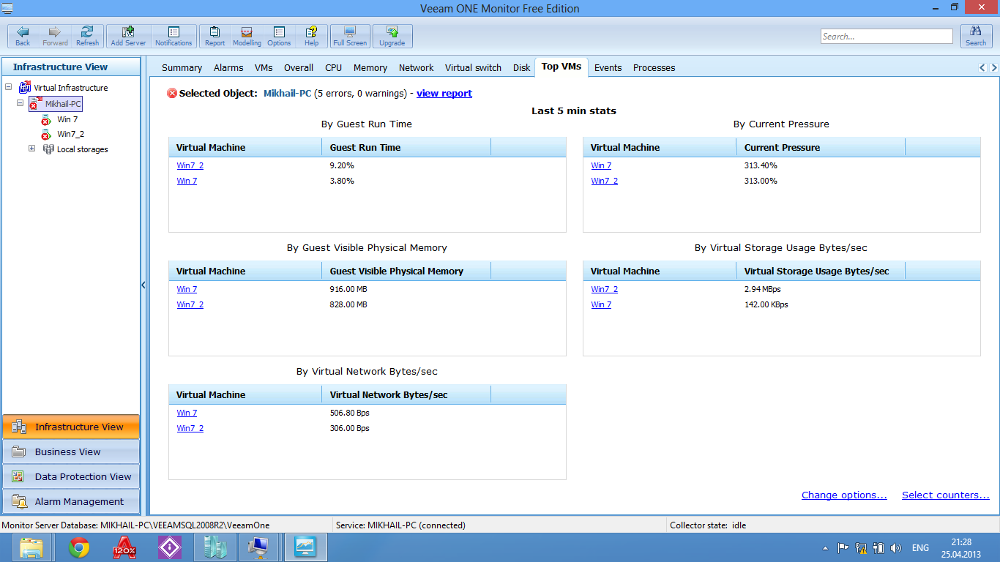 Veeam ONE Monitor Free Edition
Back Forward Refresh Add Server Notifications Report Modelling Options Help Full Screen Upgrade Search... Search
Infrastructure View
Summary Alarms VMs Overall CPU Memory Network Virtual switch Disk Top VMs Events Processes
Virtual Infrastructure
Mikhail-PC
Win 7
Win7_2
Local storages
Selected Object: Mikhail-PC (5 errors, 0 warnings) - view report
Last 5 min stats
By Guest Run Time
Virtual Machine Guest Run Time
Win7_2 9.20%
Win 7 3.80%
By Current Pressure
Virtual Machine Current Pressure
Win 7 313.40%
Win7_2 313.00%
By Guest Visible Physical Memory
Virtual Machine Guest Visible Physical Memory
Win 7 916.00 MB
Win7_2 828.00 MB
By Virtual Storage Usage Bytes/sec
Virtual Machine Virtual Storage Usage Bytes/sec
Win7_2 2.94 MBps
Win 7 142.00 KBps
By Virtual Network Bytes/sec
Virtual Machine Virtual Network Bytes/sec
Win 7 506.80 Bps
Win7_2 306.00 Bps
Infrastructure View
Business View
Data Protection View
Alarm Management
Change options... Select counters...
Monitor Server Database: MIKHAIL-PC\VEEAMSQL2008R2\VeeamOne Service: MIKHAIL-PC (connected) Collector state: idle
120%
ENG
21:28
25.04.2013